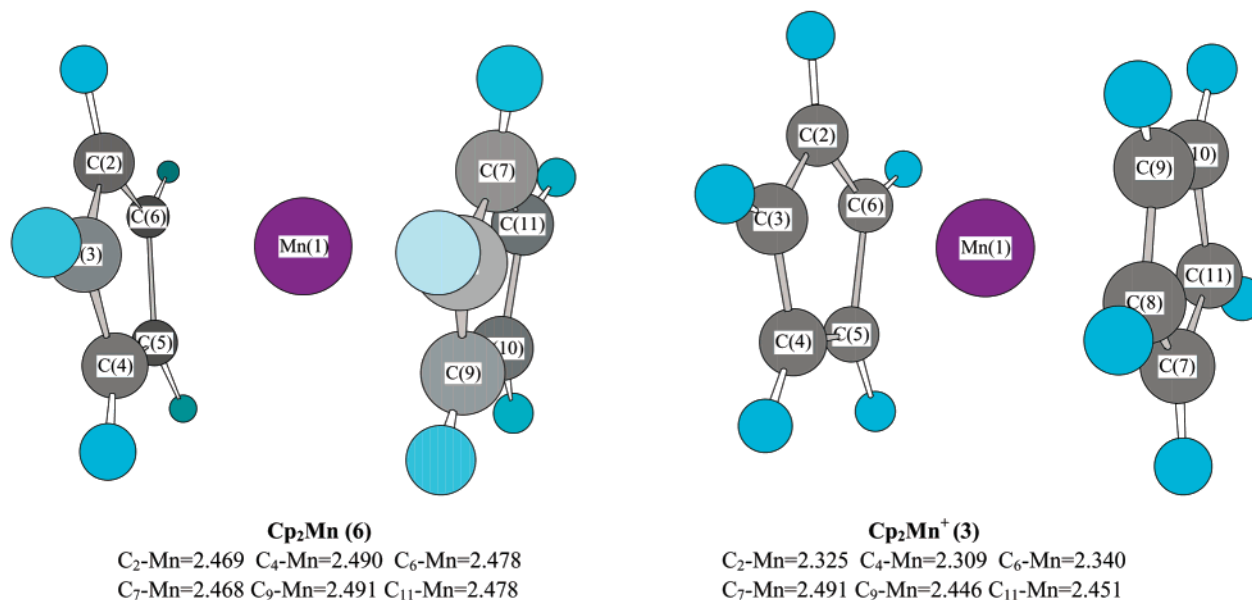 C(2)
C(6)
(3)
C(5)
C(4)
Mn(1)
C(7)
C(11)
(10)
C(9)
C(2)
C(3)
C(6)
C(5)
C(4)
Mn(1)
10)
C(9)
C(11)
C(8)
C(7)
Cp₂Mn (6)
C₂-Mn=2.469 C₄-Mn=2.490 C₆-Mn=2.478
C₇-Mn=2.468 C₉-Mn=2.491 C₁₁-Mn=2.478
Cp₂Mn⁺ (3)
C₂-Mn=2.325 C₄-Mn=2.309 C₆-Mn=2.340
C₇-Mn=2.491 C₉-Mn=2.446 C₁₁-Mn=2.451